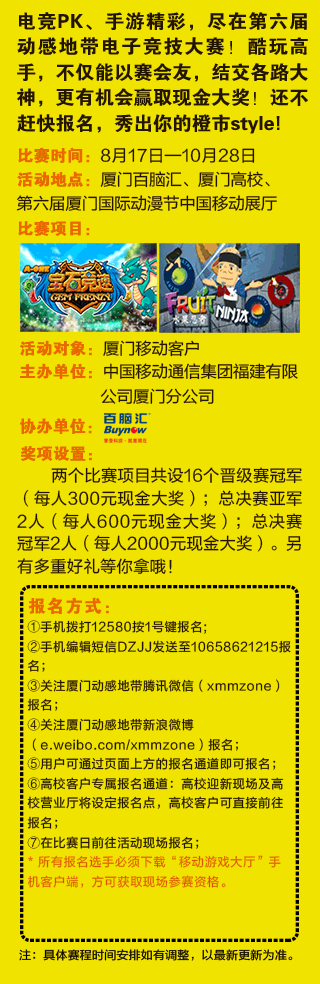 电竞PK、手游精彩，尽在第六届
动感地带电子竞技大赛！酷玩高
手，不仅能以赛会友，结交各路大
神，更有机会赢取现金大奖！还不
赶快报名，秀出你的橙市style!
比赛时间：8月17日—10月28日
活动地点：厦门百脑汇、厦门高校、
第六届厦门国际动漫节中国移动展厅
比赛项目：
A-ONE
宝石竞速
GEM FRENZY
FRUIT
NINJA
水果忍者
活动对象：厦门移动客户
主办单位：中国移动通信集团福建有限
公司厦门分公司
协办单位：百脑汇
Buynow
奖项设置：
两个比赛项目共设16个晋级赛冠军
（每人300元现金大奖）；总决赛亚军
2人（每人600元现金大奖）；总决赛
冠军2人（每人2000元现金大奖）。另
有多重好礼等你拿哦！
报名方式：
①手机拨打12580按1号键报名；
②手机编辑短信DZJJ发送至10658621215报
名；
③关注厦门动感地带腾讯微信（xmmzone）
报名；
④关注厦门动感地带新浪微博
（e.weibo.com/xmmzone）报名；
⑤用户可通过页面上方的报名通道即可报名；
⑥高校客户专属报名通道：高校迎新现场及高
校营业厅将设定报名点，高校客户可直接前往
报名；
⑦在比赛日前往活动现场报名；
* 所有报名选手必须下载“移动游戏大厅”手
机客户端，方可获取现场参赛资格。
注：具体赛程时间安排如有调整，以最新更新为准。